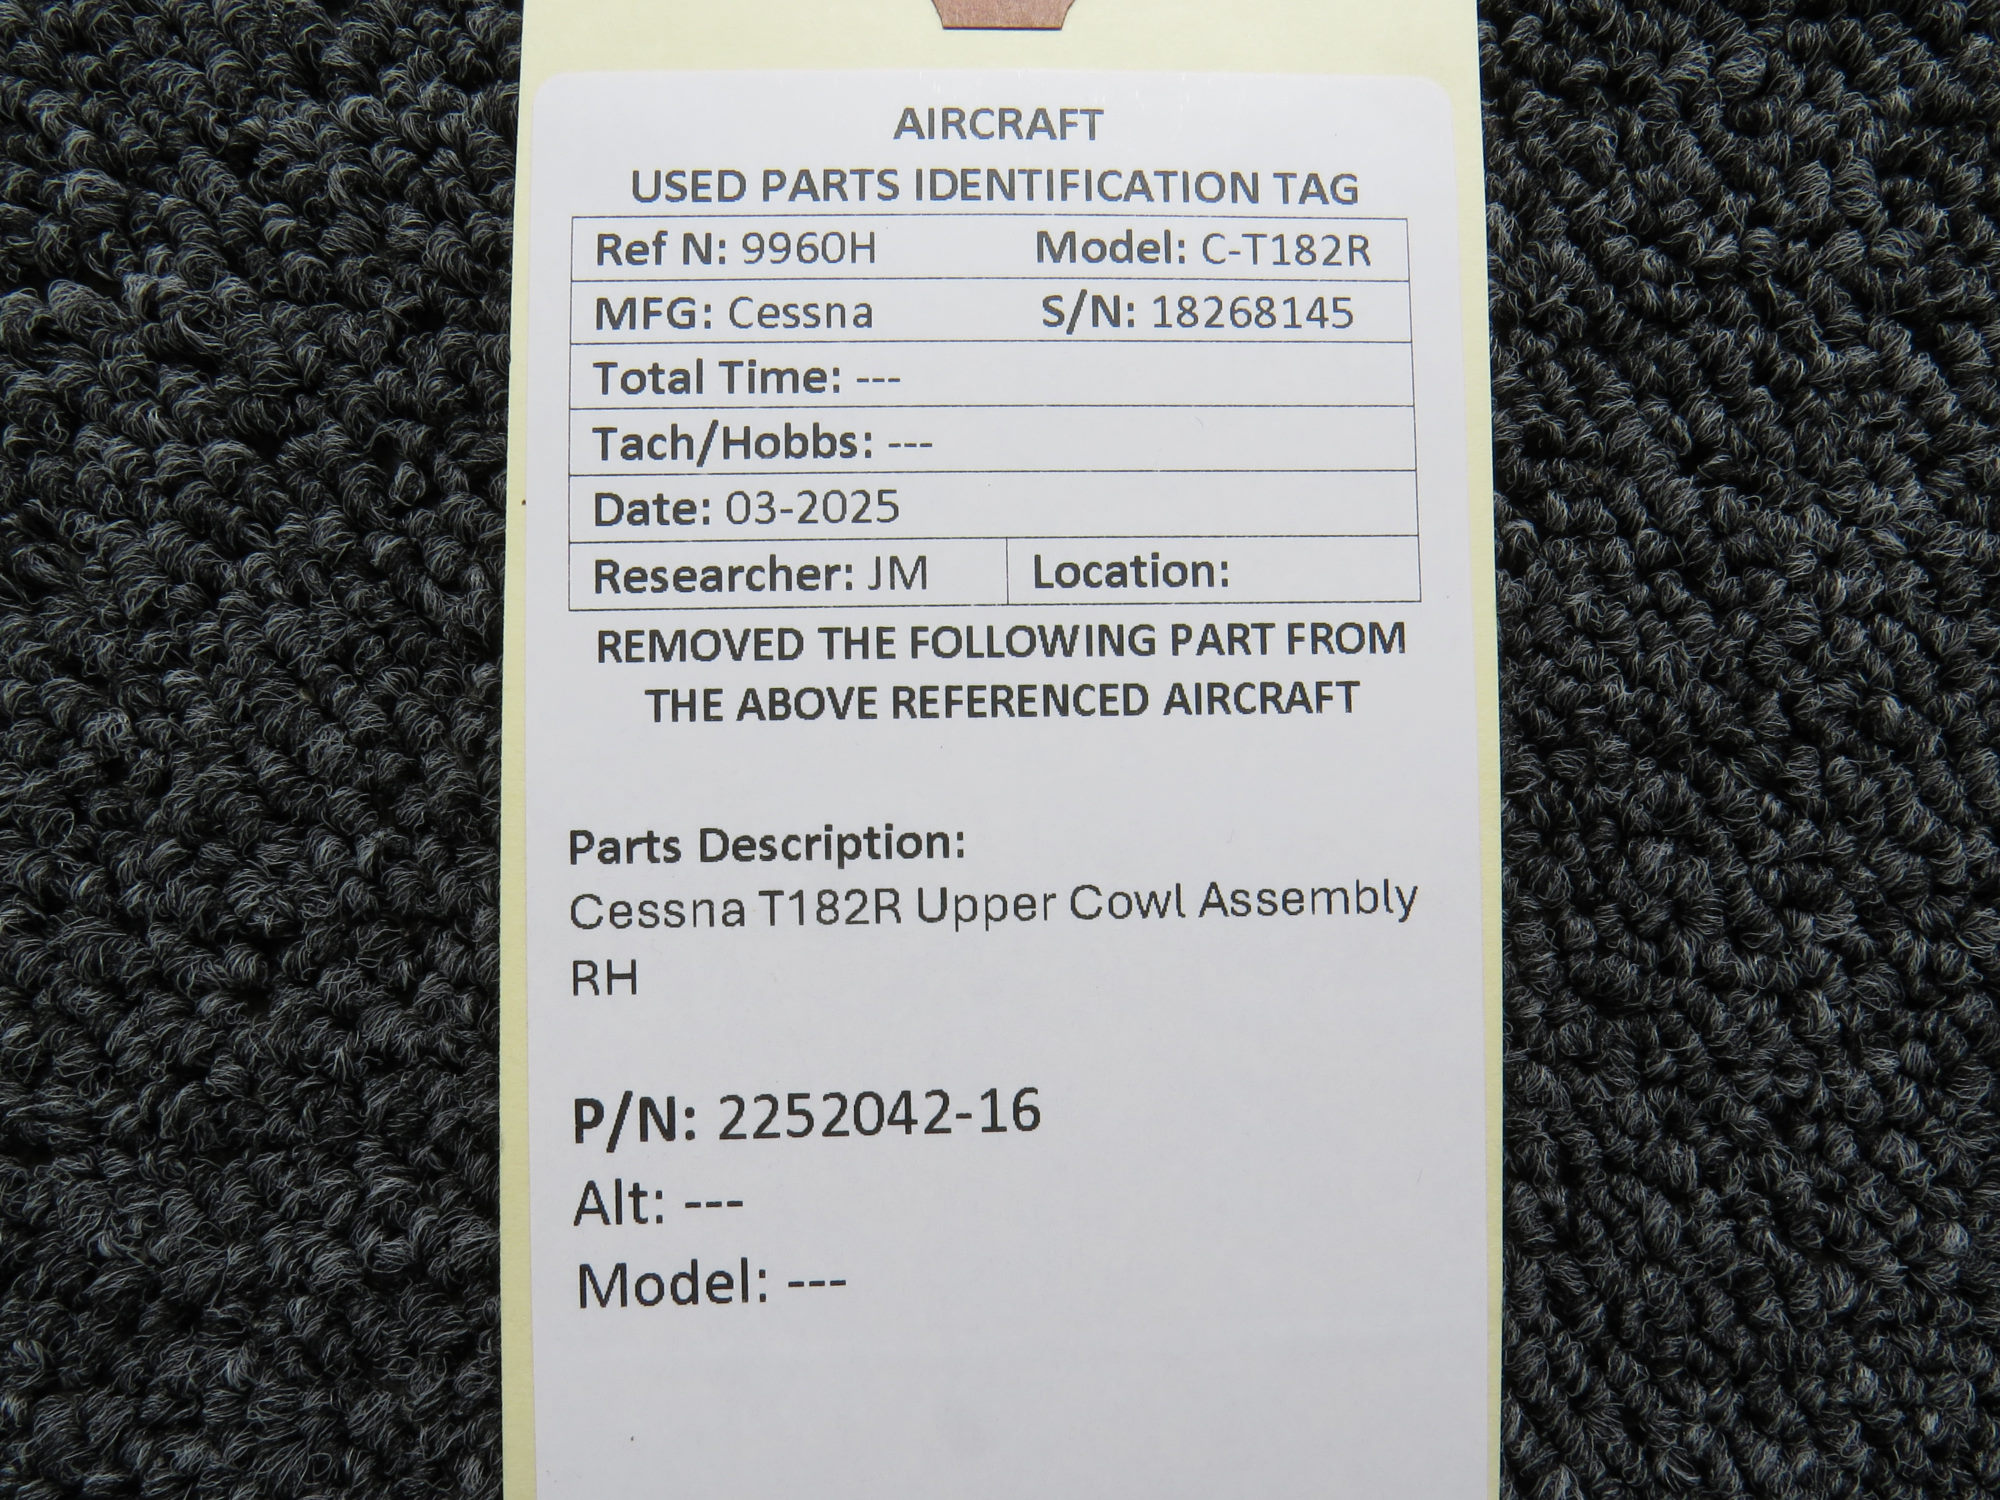 AIRCRAFT
USED PARTS IDENTIFICATION TAG
Ref N: 9960H Model: C-T182R
MFG: Cessna S/N: 18268145
Total Time: ---
Tach/Hobbs: ---
Date: 03-2025
Researcher: JM Location:
REMOVED THE FOLLOWING PART FROM
THE ABOVE REFERENCED AIRCRAFT
Parts Description:
Cessna T182R Upper Cowl Assembly
RH
P/N: 2252042-16
Alt: ---
Model: ---